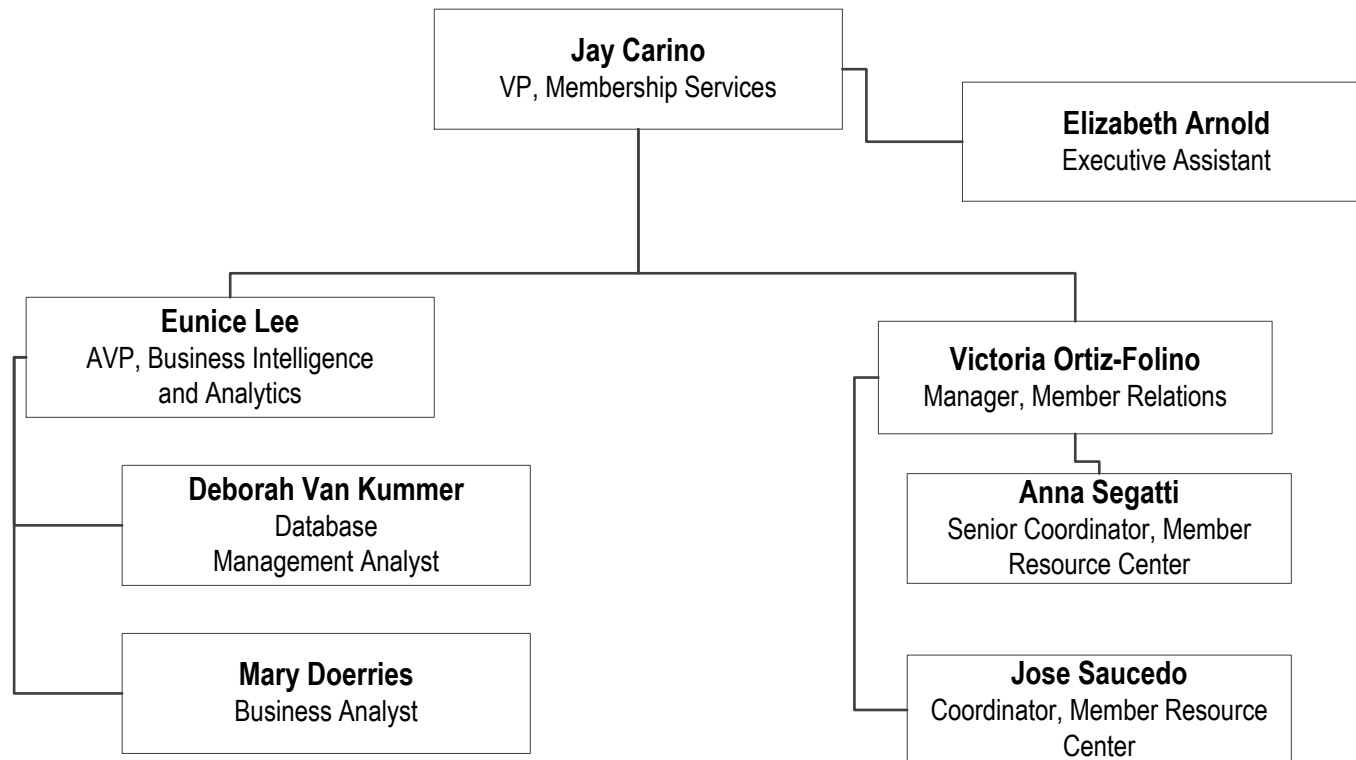 Jay Carino
VP, Membership Services
Elizabeth Arnold
Executive Assistant
Eunice Lee
AVP, Business Intelligence
and Analytics
Victoria Ortiz-Folino
Manager, Member Relations
Deborah Van Kummer
Database
Management Analyst
Anna Segatti
Senior Coordinator, Member
Resource Center
Mary Doerries
Business Analyst
Jose Saucedo
Coordinator, Member Resource
Center